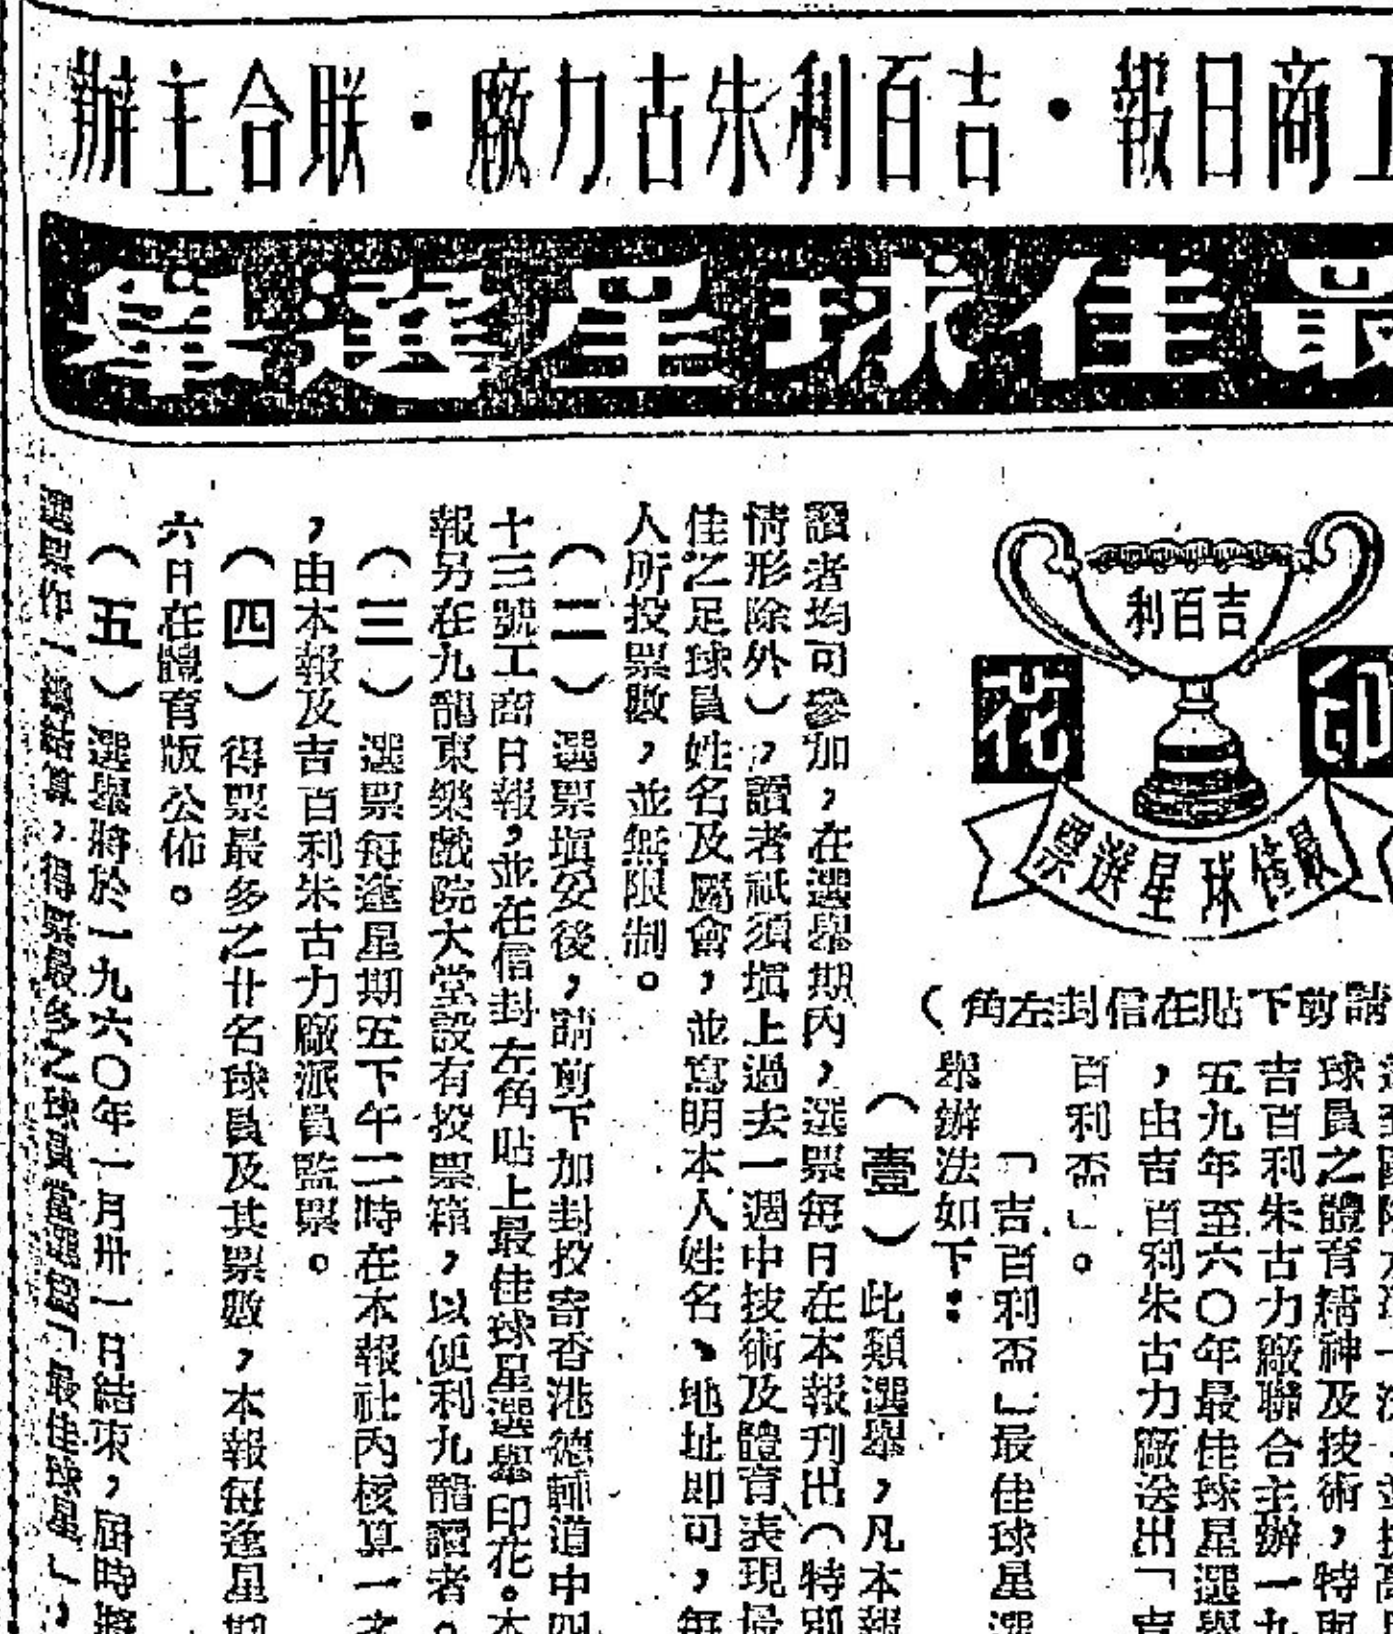 工商日報・吉百利朱古力廠・联合主辦
最佳球星選舉
吉百利
印花
最佳球星選票
請剪下貼在信封左角（
球員之體育精神及技術，特與
吉百利朱古力廠聯合主辦一九
五九年至六〇年最佳球星選舉
，由吉百利朱古力廠送出「吉
百利盃」。
「吉百利盃」最佳球星選
舉辦法如下：
（壹）此類選舉，凡本報
讀者均可參加，在選舉期內，選票每日在本報刊出（特別
情形除外），讀者祇須塡上過去一週中技術及體育表現最
佳之足球員姓名及屬會，並寫明本人姓名、地址即可，每
人所投票數，並無限制。
（二）選票塡妥後，請剪下加封投寄香港德輔道中四
十三號工商日報，並在信封左角貼上最佳球星選舉印花。本
報另在九龍東樂戲院大堂設有投票箱，以便利九龍讀者。
（三）選票每逢星期五下午二時在本報社內核算一次
，由本報及吉百利朱古力廠派員監票。
（四）得票最多之廿名球員及其票數，本報每逢星期
六日在體育版公佈。
（五）選舉將於一九六〇年一月卅一日結束，屆時將
選票作一總結算，得票最多之球員當選為「最佳球星」，